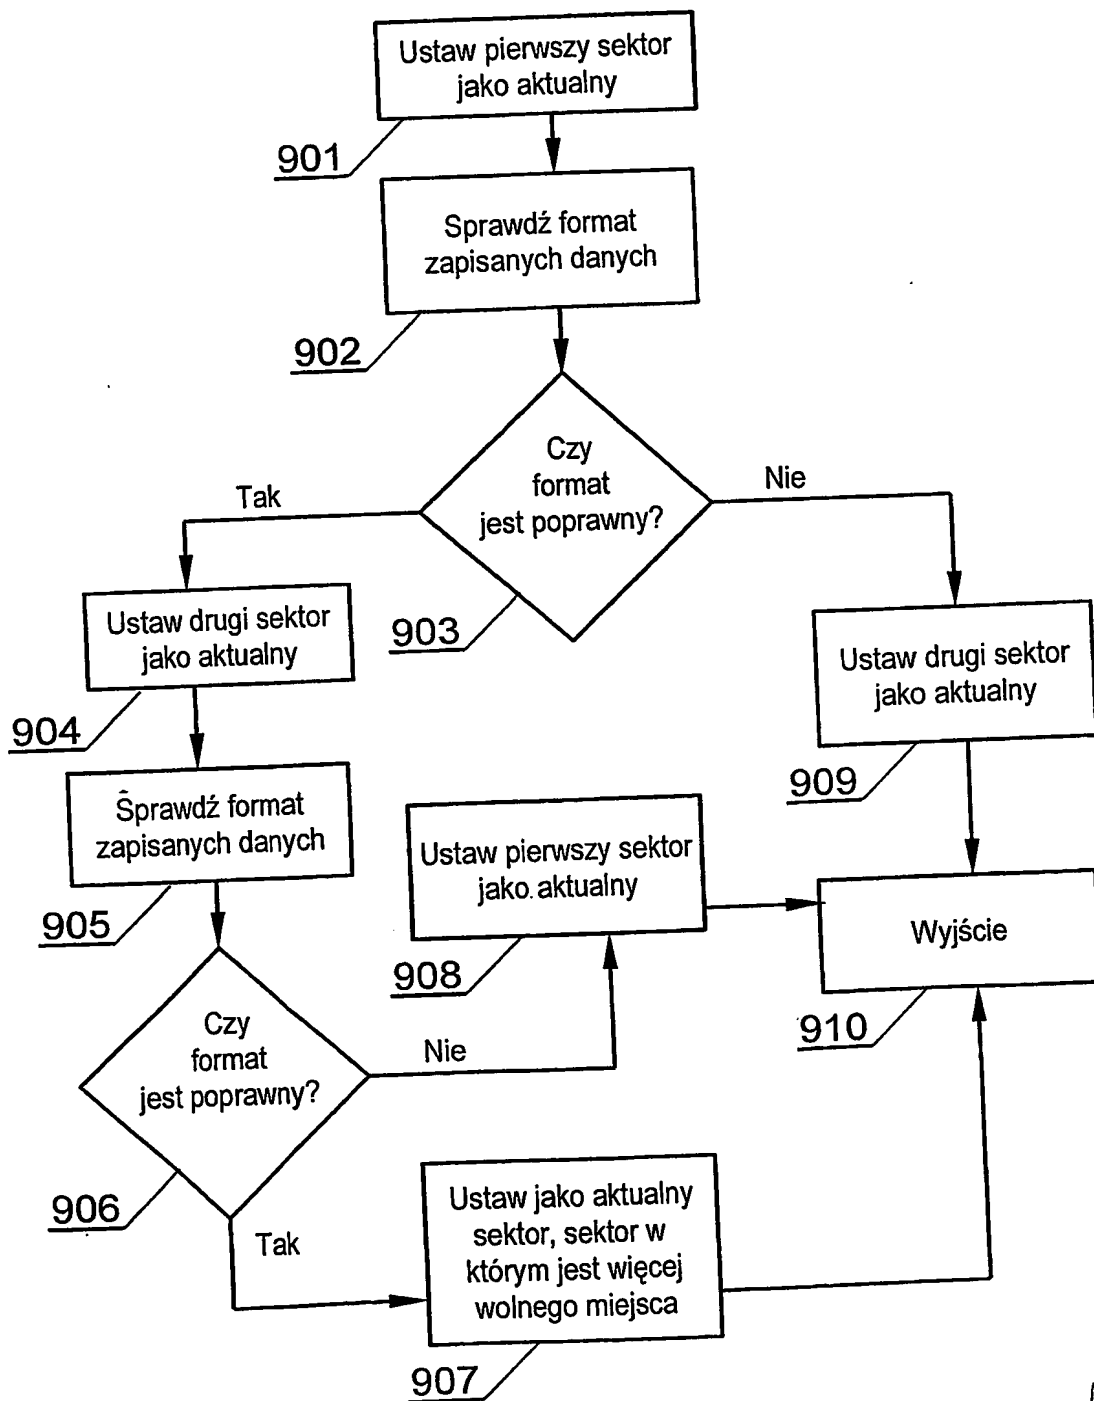 Ustaw pierwszy sektor
jako aktualny
901
Sprawdź format
zapisanych danych
902
Czy
format
jest poprawny?
903
Tak
Nie
Ustaw drugi sektor
jako aktualny
904
Sprawdź format
zapisanych danych
905
Czy
format
jest poprawny?
906
Nie
Tak
Ustaw pierwszy sektor
jako aktualny
908
Ustaw drugi sektor
jako aktualny
909
Wyjście
910
Ustaw jako aktualny
sektor, sektor w
którym jest więcej
wolnego miejsca
907